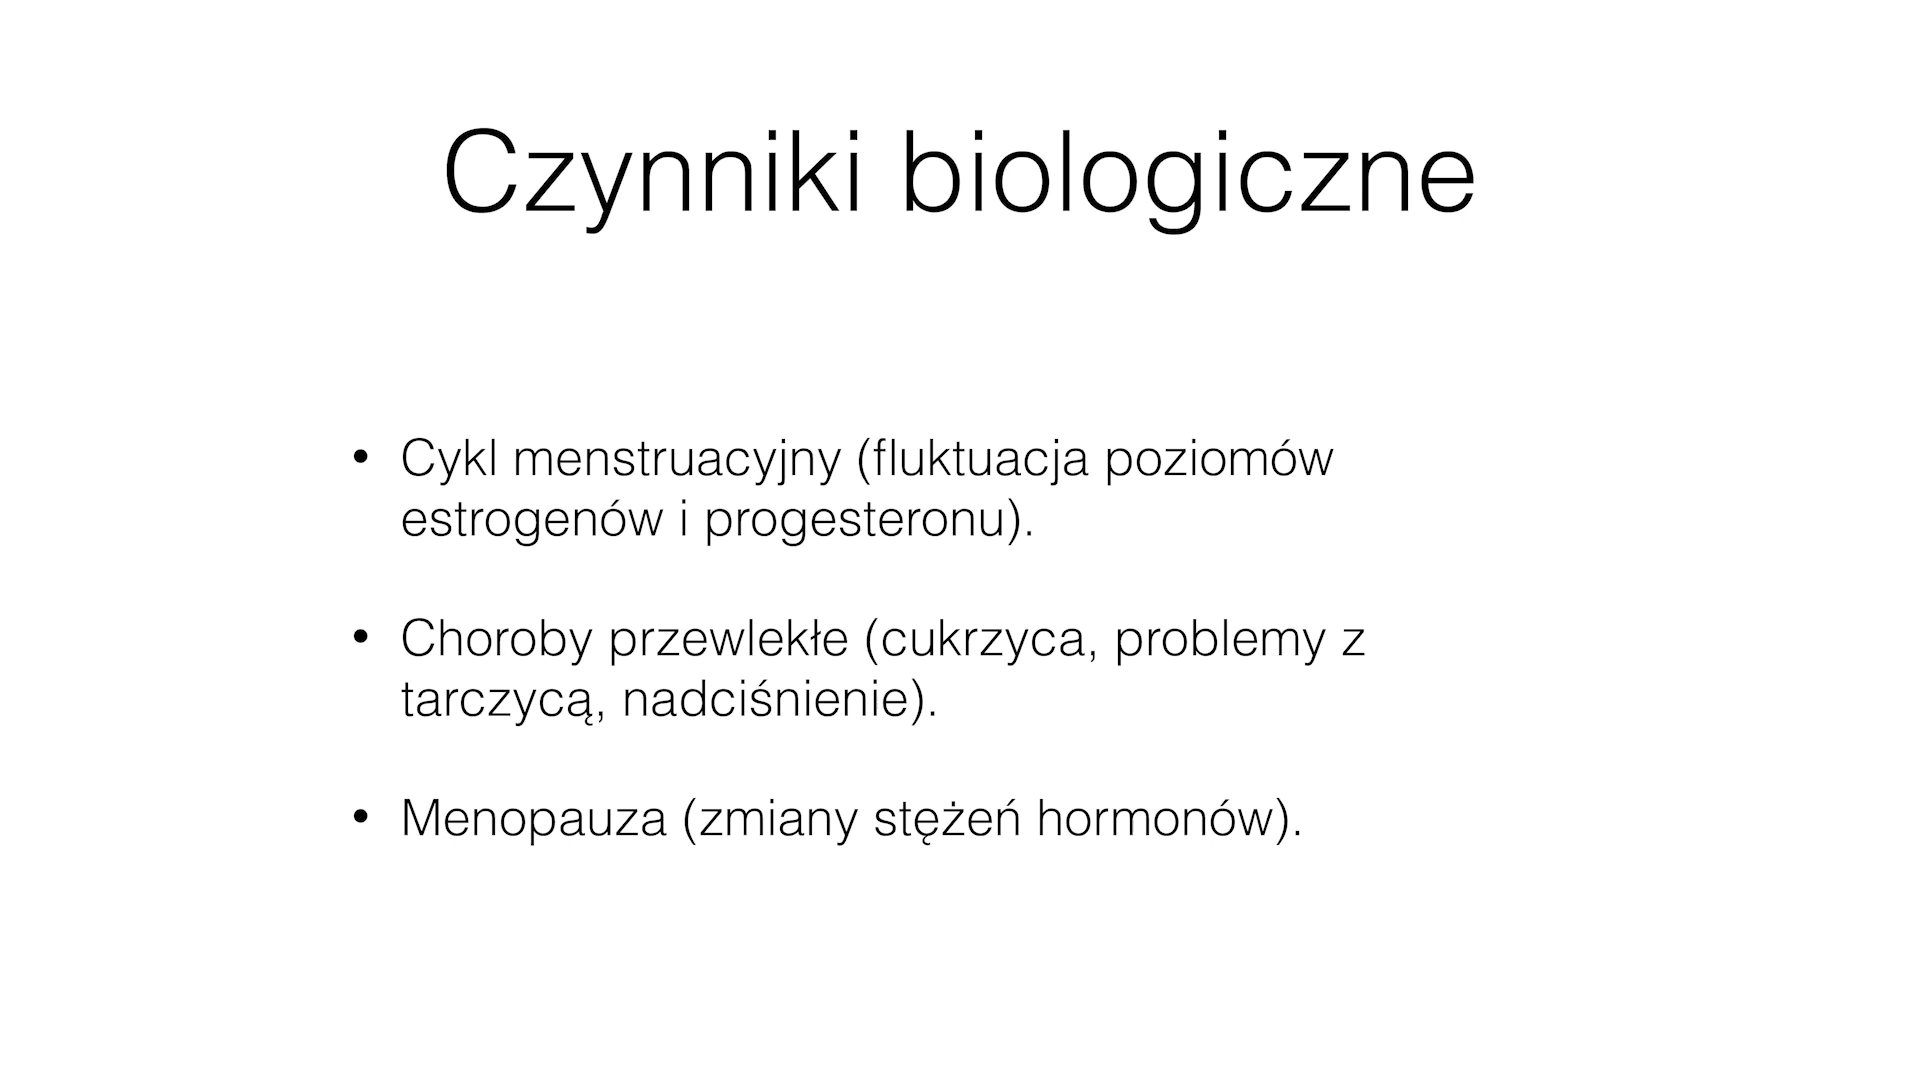 Czynniki biologiczne
• Cykl menstruacyjny (fluktuacja poziomów
estrogenów i progesteronu).
• Choroby przewlekłe (cukrzyca, problemy z
tarczycą, nadciśnienie).
• Menopauza (zmiany stężeń hormonów).